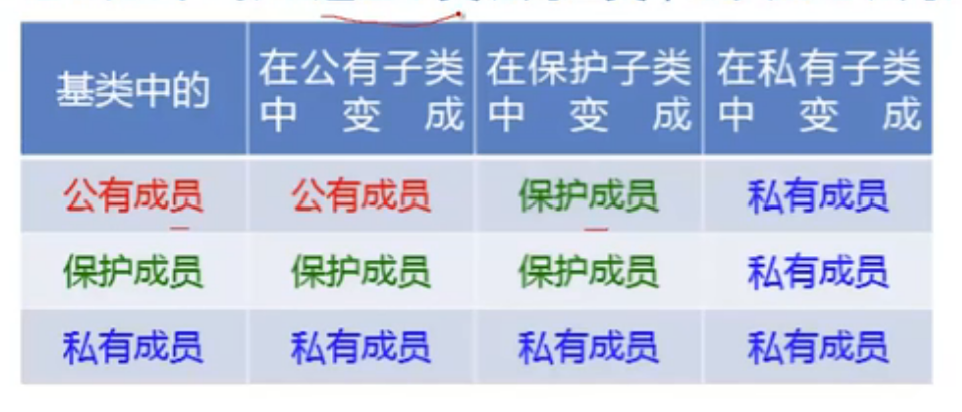 基类中的 在公有子类中变成 在保护子类中变成 在私有子类中变成
公有成员 公有成员 保护成员 私有成员
保护成员 保护成员 保护成员 私有成员
私有成员 私有成员 私有成员 私有成员